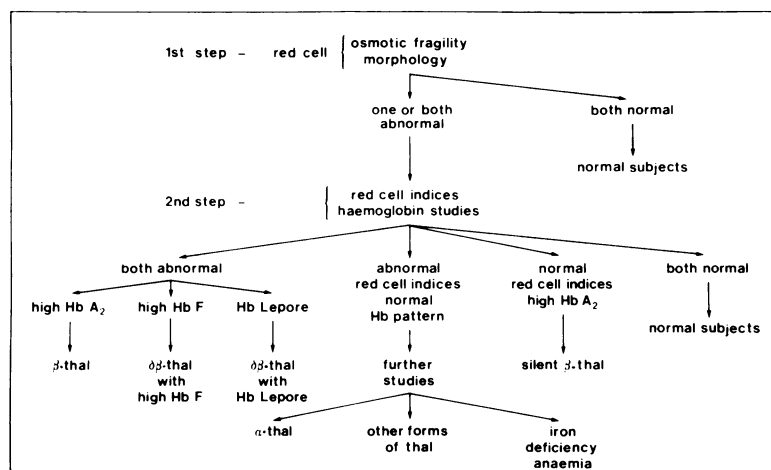 1st step - red cell osmotic fragility
morphology
one or both
abnormal
both normal
normal subjects
2nd step - red cell indices
haemoglobin studies
both abnormal
abnormal
red cell indices
normal
Hb pattern
normal
red cell indices
high Hb A₂
both normal
high Hb A₂
high Hb F
Hb Lepore
normal subjects
β-thal
δβ-thal
with
high Hb F
δβ-thal
with
Hb Lepore
further
studies
silent β-thal
α-thal
other forms
of thal
iron
deficiency
anaemia